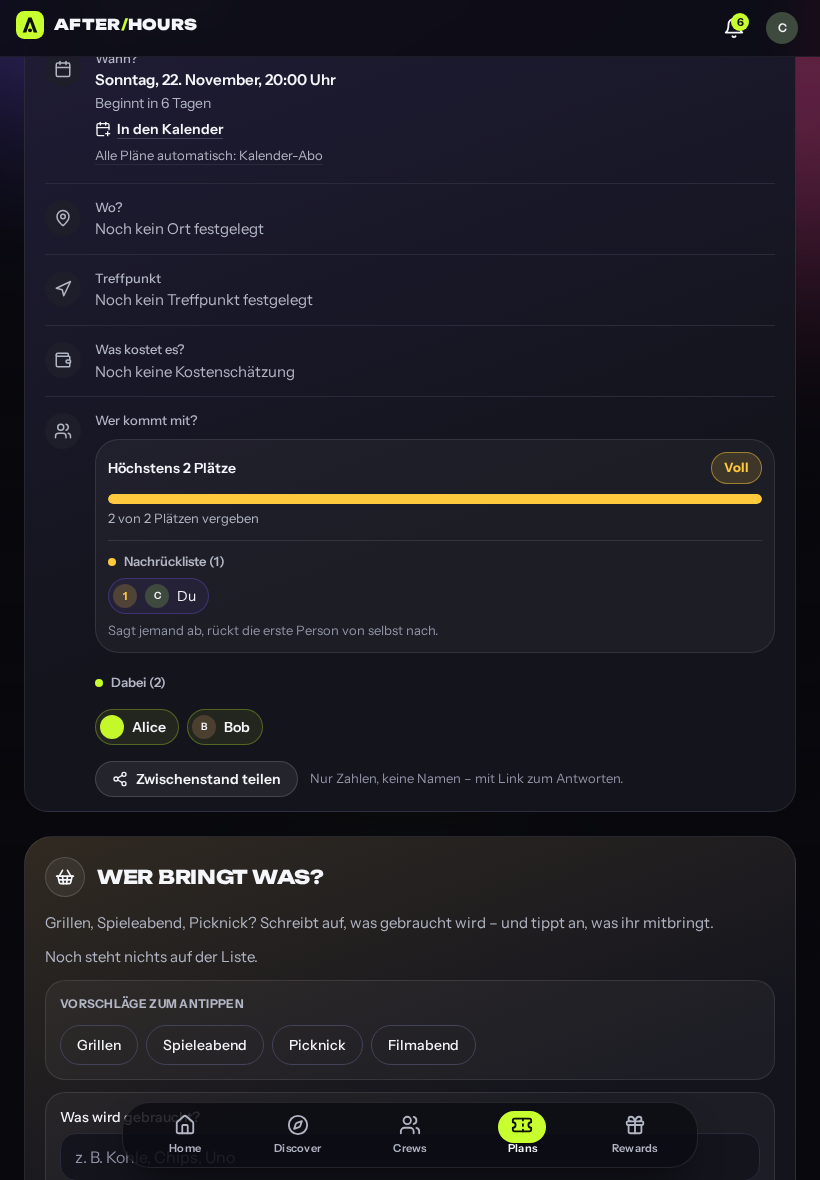 AFTER/HOURS
6
C
Wann?
Sonntag, 22. November, 20:00 Uhr
Beginnt in 6 Tagen
In den Kalender
Alle Pläne automatisch: Kalender-Abo
Wo?
Noch kein Ort festgelegt
Treffpunkt
Noch kein Treffpunkt festgelegt
Was kostet es?
Noch keine Kostenschätzung
Wer kommt mit?
Höchstens 2 Plätze
Voll
2 von 2 Plätzen vergeben
Nachrückliste (1)
1 C Du
Sagt jemand ab, rückt die erste Person von selbst nach.
Dabei (2)
Alice B Bob
Zwischenstand teilen Nur Zahlen, keine Namen – mit Link zum Antworten.
WER BRINGT WAS?
Grillen, Spieleabend, Picknick? Schreibt auf, was gebraucht wird – und tippt an, was ihr mitbringt.
Noch steht nichts auf der Liste.
VORSCHLÄGE ZUM ANTIPPEN
Grillen Spieleabend Picknick Filmabend
Was wird gebraucht?
z. B. Kohle, Chips, Uno
Home Discover Crews Plans Rewards